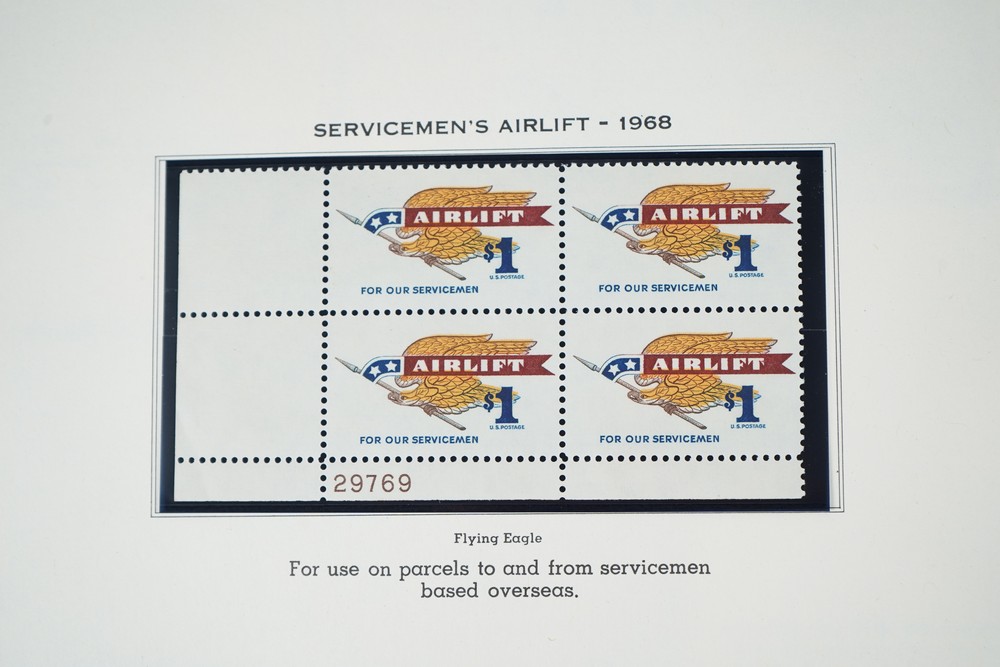 SERVICEMEN'S AIRLIFT - 1968
AIRLIFT
$1
U.S. POSTAGE
FOR OUR SERVICEMEN
AIRLIFT
$1
U.S. POSTAGE
FOR OUR SERVICEMEN
AIRLIFT
$1
U.S. POSTAGE
FOR OUR SERVICEMEN
AIRLIFT
$1
U.S. POSTAGE
FOR OUR SERVICEMEN
29769
Flying Eagle
For use on parcels to and from servicemen
based overseas.